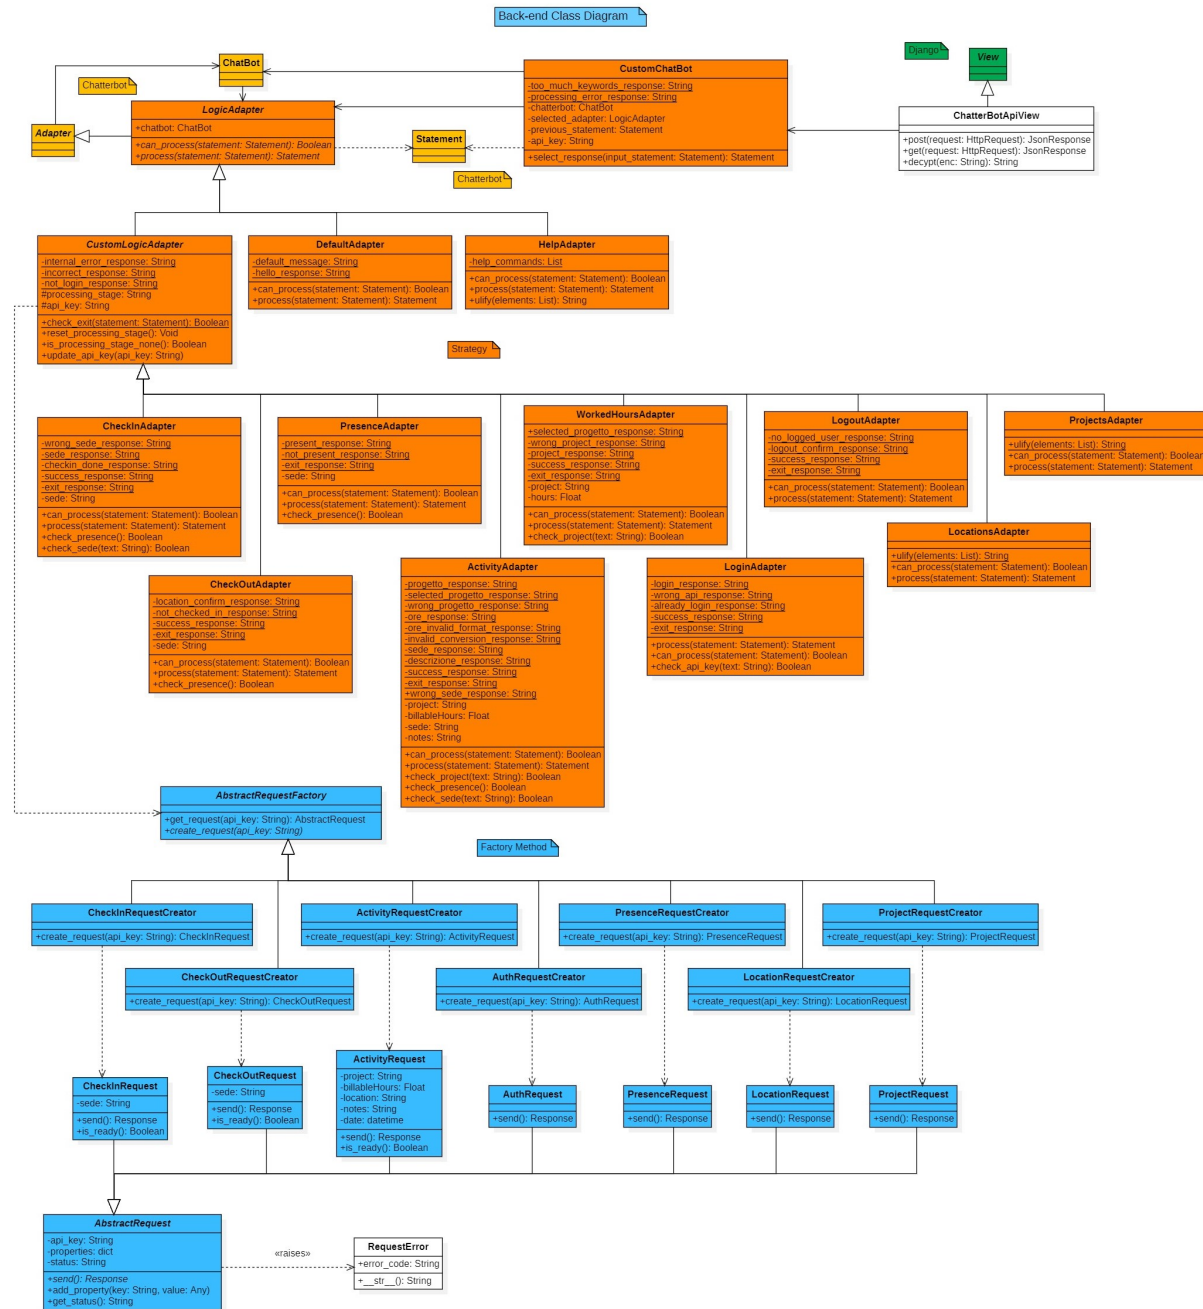 Back-end Class Diagram
ChatBot
Chatterbot
Adapter
LogicAdapter
+chatbot: ChatBot
+can_process(statement: Statement): Boolean
+process(statement: Statement): Statement
Statement
Chatterbot
CustomChatBot
-too_much_keywords_response: String
-processing_error_response: String
-chatterbot: ChatBot
-selected_adapter: LogicAdapter
-previous_statement: Statement
-api_key: String
+select_response(input_statement: Statement): Statement
Django
View
ChatterBotApiView
+post(request: HttpRequest): JsonResponse
+get(request: HttpRequest): JsonResponse
+decypt(enc: String): String
CustomLogicAdapter
-internal_error_response: String
-incorrect_response: String
-not_login_response: String
#processing_stage: String
#api_key: String
+check_exit(statement: Statement): Boolean
+reset_processing_stage(): Void
+is_processing_stage_none(): Boolean
+update_api_key(api_key: String)
DefaultAdapter
-default_message: String
-hello_response: String
+can_process(statement: Statement): Boolean
+process(statement: Statement): Statement
HelpAdapter
-help_commands: List
+can_process(statement: Statement): Boolean
+process(statement: Statement): Statement
+ulify(elements: List): String
Strategy
CheckInAdapter
-wrong_sede_response: String
-sede_response: String
-checkin_done_response: String
-success_response: String
-exit_response: String
-sede: String
+can_process(statement: Statement): Boolean
+process(statement: Statement): Statement
+check_presence(): Boolean
+check_sede(text: String): Boolean
PresenceAdapter
-present_response: String
-not_present_response: String
-exit_response: String
-sede: String
+can_process(statement: Statement): Boolean
+process(statement: Statement): Statement
+check_presence(): Boolean
WorkedHoursAdapter
+selected_progetto_response: String
-wrong_project_response: String
-project_response: String
-success_response: String
-exit_response: String
-project: String
-hours: Float
+can_process(statement: Statement): Boolean
+process(statement: Statement): Statement
+check_project(text: String): Boolean
LogoutAdapter
-no_logged_user_response: String
-logout_confirm_response: String
-success_response: String
-exit_response: String
+can_process(statement: Statement): Boolean
+process(statement: Statement): Statement
ProjectsAdapter
+ulify(elements: List): String
+can_process(statement: Statement): Boolean
+process(statement: Statement): Statement
LocationsAdapter
+ulify(elements: List): String
+can_process(statement: Statement): Boolean
+process(statement: Statement): Statement
CheckOutAdapter
-location_confirm_response: String
-not_checked_in_response: String
-success_response: String
-exit_response: String
-sede: String
+can_process(statement: Statement): Boolean
+process(statement: Statement): Statement
+check_presence(): Boolean
ActivityAdapter
-progetto_response: String
-selected_progetto_response: String
-wrong_progetto_response: String
-ore_response: String
-ore_invalid_format_response: String
-invalid_conversion_response: String
-sede_response: String
-descrizione_response: String
-success_response: String
-exit_response: String
+wrong_sede_response: String
-project: String
-billableHours: Float
-sede: String
-notes: String
+can_process(statement: Statement): Boolean
+process(statement: Statement): Statement
+check_project(text: String): Boolean
+check_presence(): Boolean
+check_sede(text: String): Boolean
LoginAdapter
-login_response: String
-wrong_api_response: String
-already_login_response: String
-success_response: String
-exit_response: String
+process(statement: Statement): Statement
+can_process(statement: Statement): Boolean
+check_api_key(text: String): Boolean
AbstractRequestFactory
+get_request(api_key: String): AbstractRequest
+create_request(api_key: String)
Factory Method
CheckInRequestCreator
+create_request(api_key: String): CheckInRequest
ActivityRequestCreator
+create_request(api_key: String): ActivityRequest
PresenceRequestCreator
+create_request(api_key: String): PresenceRequest
ProjectRequestCreator
+create_request(api_key: String): ProjectRequest
CheckOutRequestCreator
+create_request(api_key: String): CheckOutRequest
AuthRequestCreator
+create_request(api_key: String): AuthRequest
LocationRequestCreator
+create_request(api_key: String): LocationRequest
CheckInRequest
-sede: String
+send(): Response
+is_ready(): Boolean
CheckOutRequest
-sede: String
+send(): Response
+is_ready(): Boolean
ActivityRequest
-project: String
-billableHours: Float
-location: String
-notes: String
-date: datetime
+send(): Response
+is_ready(): Boolean
AuthRequest
+send(): Response
PresenceRequest
+send(): Response
LocationRequest
+send(): Response
ProjectRequest
+send(): Response
AbstractRequest
-api_key: String
-properties: dict
-status: String
+send(): Response
+add_property(key: String, value: Any)
+get_status(): String
«raises»
RequestError
+error_code: String
+__str__(): String